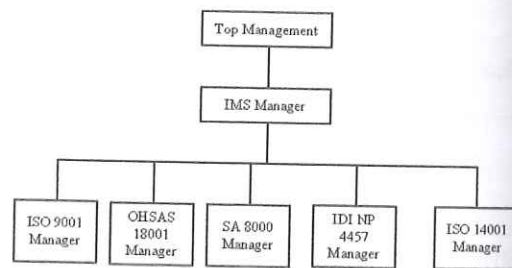 Top Management
IMS Manager
ISO 9001
Manager
OHSAS
18001
Manager
SA 8000
Manager
IDI NP
4457
Manager
ISO 14001
Manager